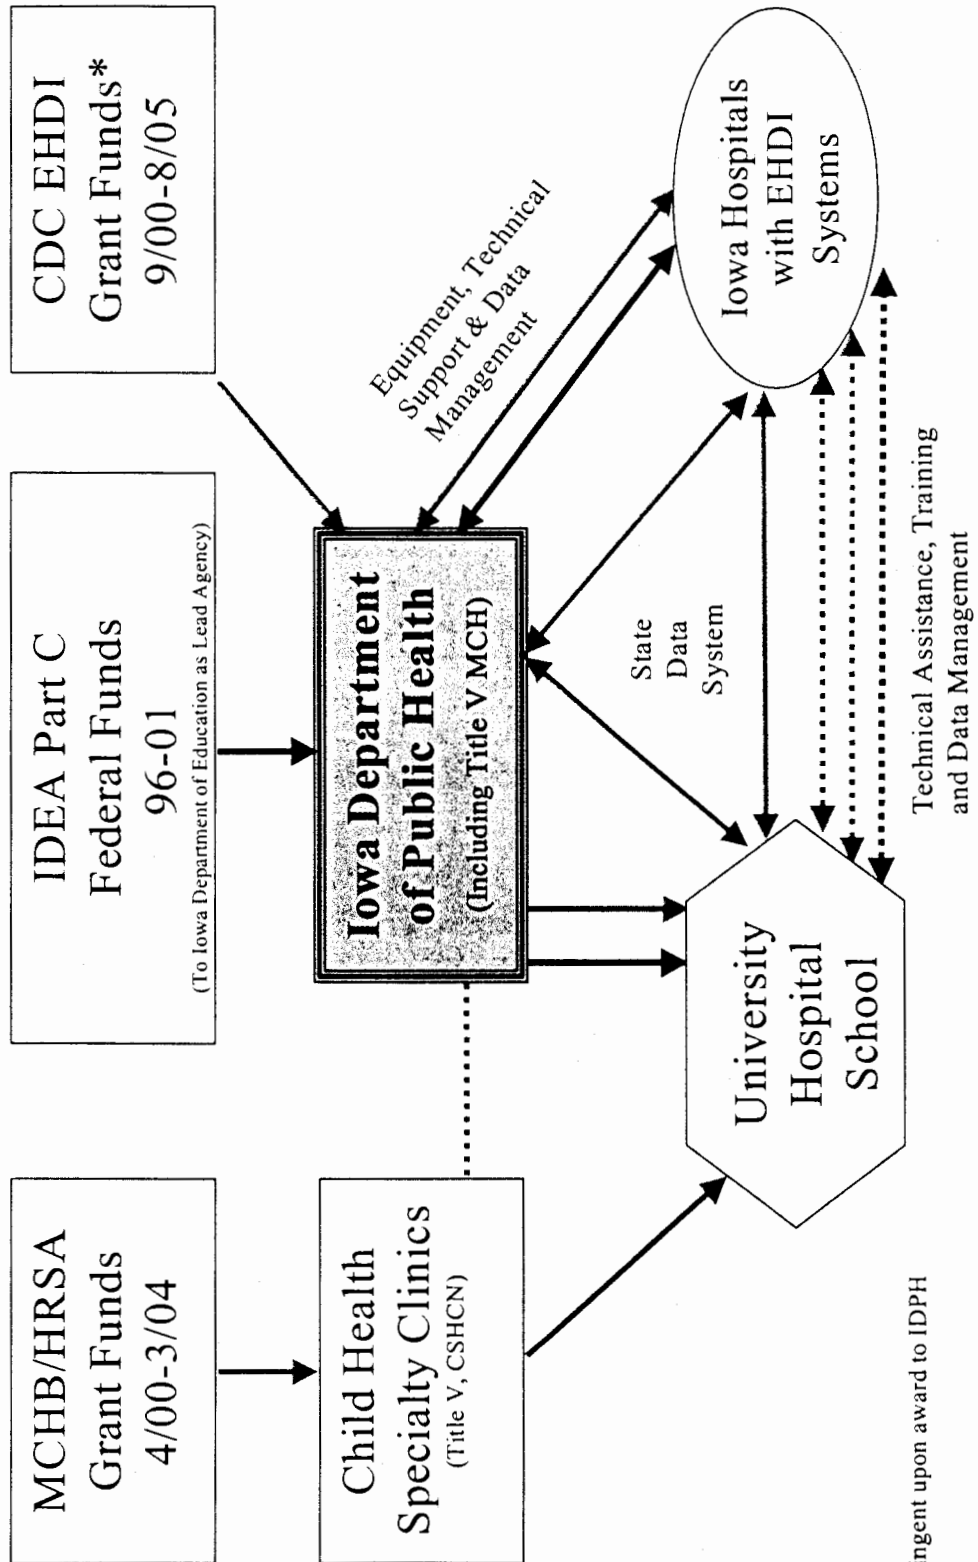 MCHB/HRSA
Grant Funds
4/00-3/04
IDEA Part C
Federal Funds
96-01
(To Iowa Department of Education as Lead Agency)
CDC EHDI
Grant Funds*
9/00-8/05
Child Health
Specialty Clinics
(Title V, CSHCN)
Iowa Department
of Public Health
(Including Title V MCH)
Equipment, Technical
Support & Data
Management
State
Data
System
University
Hospital
School
Iowa Hospitals
with EHDI
Systems
Technical Assistance, Training
and Data Management
upon award to IDPH